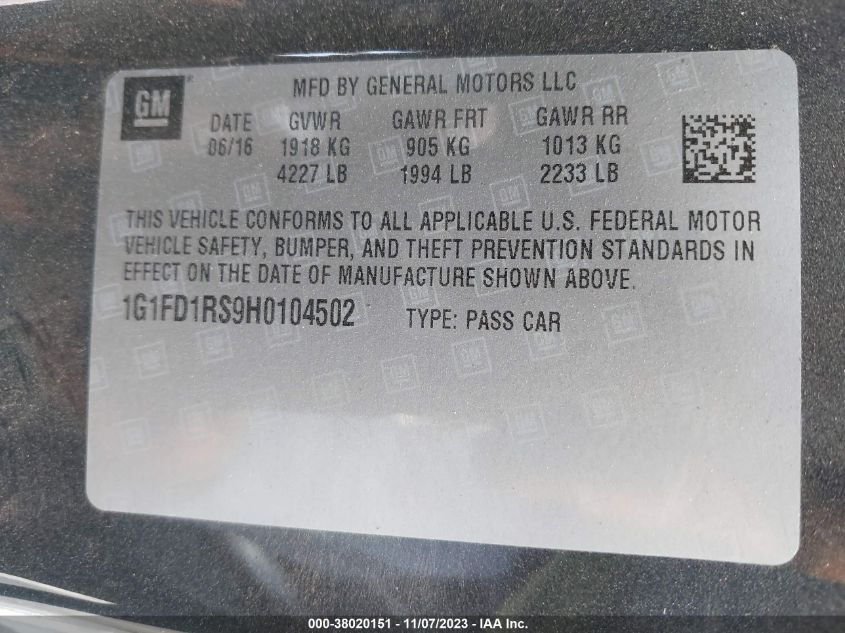 GM ®
MFD BY GENERAL MOTORS LLC
DATE GVWR GAWR FRT GAWR RR
06/16 1918 KG 905 KG 1013 KG
4227 LB 1994 LB 2233 LB
THIS VEHICLE CONFORMS TO ALL APPLICABLE U.S. FEDERAL MOTOR
VEHICLE SAFETY, BUMPER, AND THEFT PREVENTION STANDARDS IN
EFFECT ON THE DATE OF MANUFACTURE SHOWN ABOVE.
1G1FD1RS9H0104502 TYPE: PASS CAR
000-38020151 — 11/07/2023 — IAA Inc.